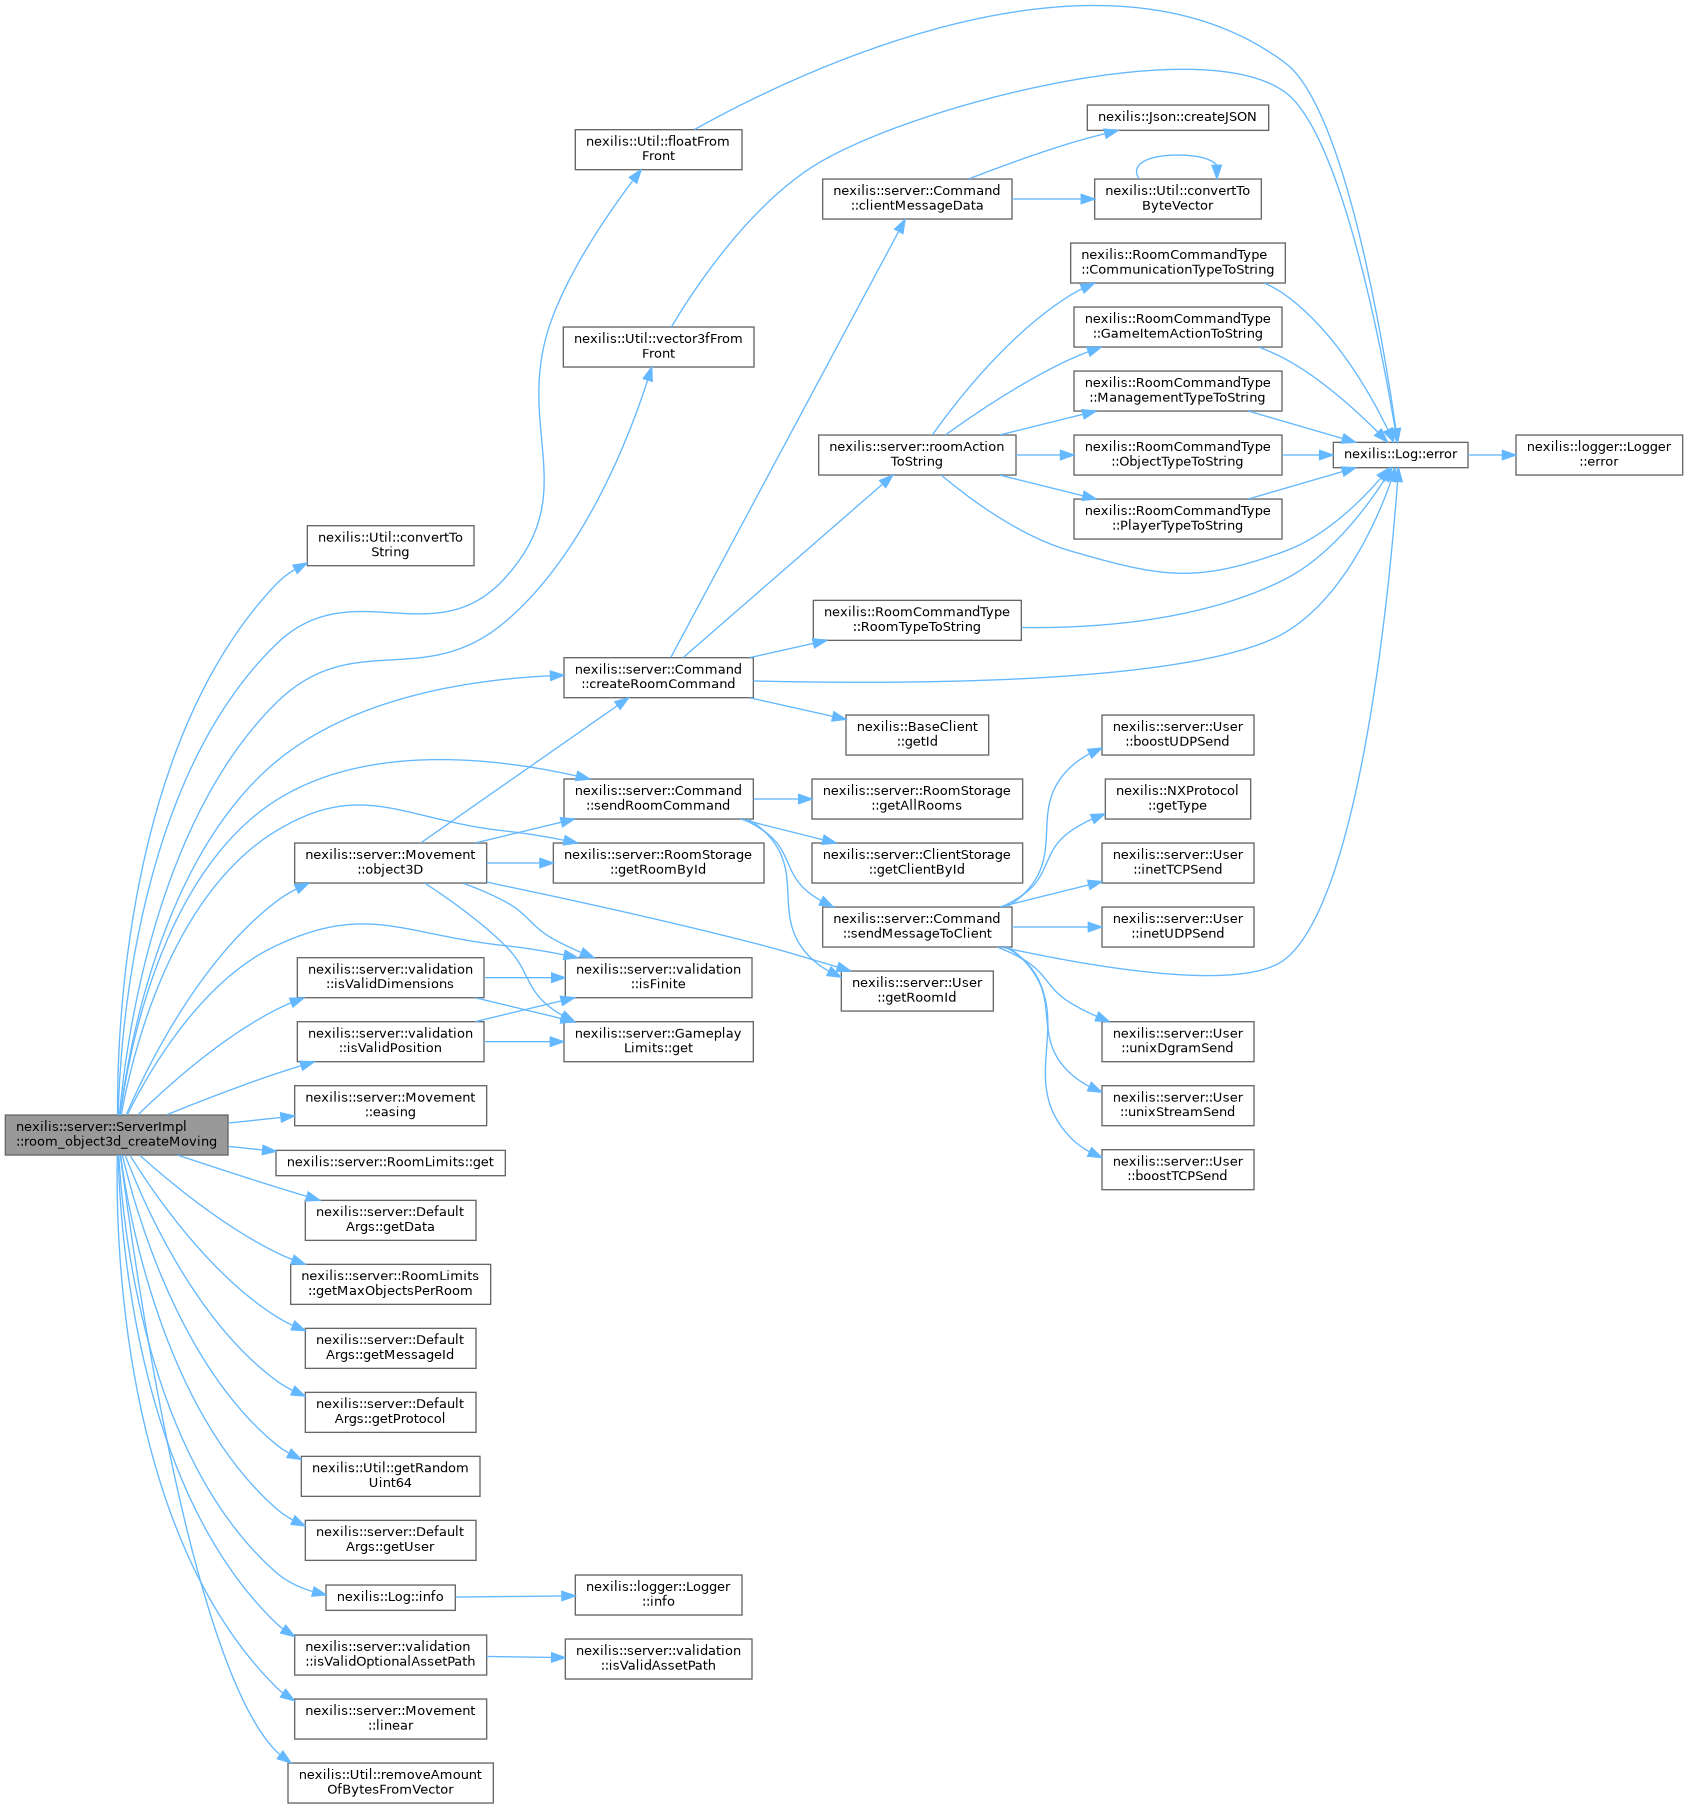 nexilis::server::ServerImpl
::room_object3d_createMoving
nexilis::Util::convertTo
String
nexilis::Util::floatFrom
Front
nexilis::Util::vector3fFrom
Front
nexilis::server::Command
::createRoomCommand
nexilis::server::Command
::sendRoomCommand
nexilis::server::RoomStorage
::getRoomById
nexilis::server::Movement
::object3D
nexilis::server::validation
::isFinite
nexilis::server::validation
::isValidDimensions
nexilis::server::validation
::isValidPosition
nexilis::server::Gameplay
Limits::get
nexilis::server::Movement
::easing
nexilis::server::RoomLimits::get
nexilis::server::Default
Args::getData
nexilis::server::RoomLimits
::getMaxObjectsPerRoom
nexilis::server::Default
Args::getMessageId
nexilis::server::Default
Args::getProtocol
nexilis::Util::getRandom
Uint64
nexilis::server::Default
Args::getUser
nexilis::Log::info
nexilis::logger::Logger
::info
nexilis::server::validation
::isValidOptionalAssetPath
nexilis::server::validation
::isValidAssetPath
nexilis::server::Movement
::linear
nexilis::Util::removeAmount
OfBytesFromVector
nexilis::server::Command
::clientMessageData
nexilis::Json::createJSON
nexilis::Util::convertTo
ByteVector
nexilis::server::roomAction
ToString
nexilis::RoomCommandType
::CommunicationTypeToString
nexilis::RoomCommandType
::GameItemActionToString
nexilis::RoomCommandType
::ManagementTypeToString
nexilis::RoomCommandType
::ObjectTypeToString
nexilis::RoomCommandType
::PlayerTypeToString
nexilis::Log::error
nexilis::logger::Logger
::error
nexilis::RoomCommandType
::RoomTypeToString
nexilis::BaseClient
::getId
nexilis::server::RoomStorage
::getAllRooms
nexilis::server::ClientStorage
::getClientById
nexilis::server::Command
::sendMessageToClient
nexilis::server::User
::getRoomId
nexilis::server::User
::boostUDPSend
nexilis::NXProtocol
::getType
nexilis::server::User
::inetTCPSend
nexilis::server::User
::inetUDPSend
nexilis::server::User
::unixDgramSend
nexilis::server::User
::unixStreamSend
nexilis::server::User
::boostTCPSend